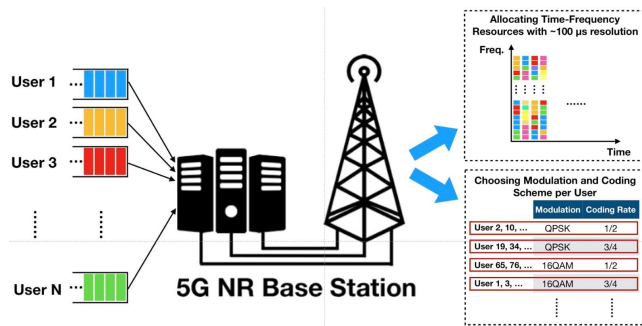 User 1
User 2
User 3
User N
5G NR Base Station
Allocating Time-Frequency
Resources with ~100 μs resolution
Freq.
Time
Choosing Modulation and Coding
Scheme per User
Modulation Coding Rate
User 2, 10, ... QPSK 1/2
User 19, 34, ... QPSK 3/4
User 65, 76, ... 16QAM 1/2
User 1, 3, ... 16QAM 3/4